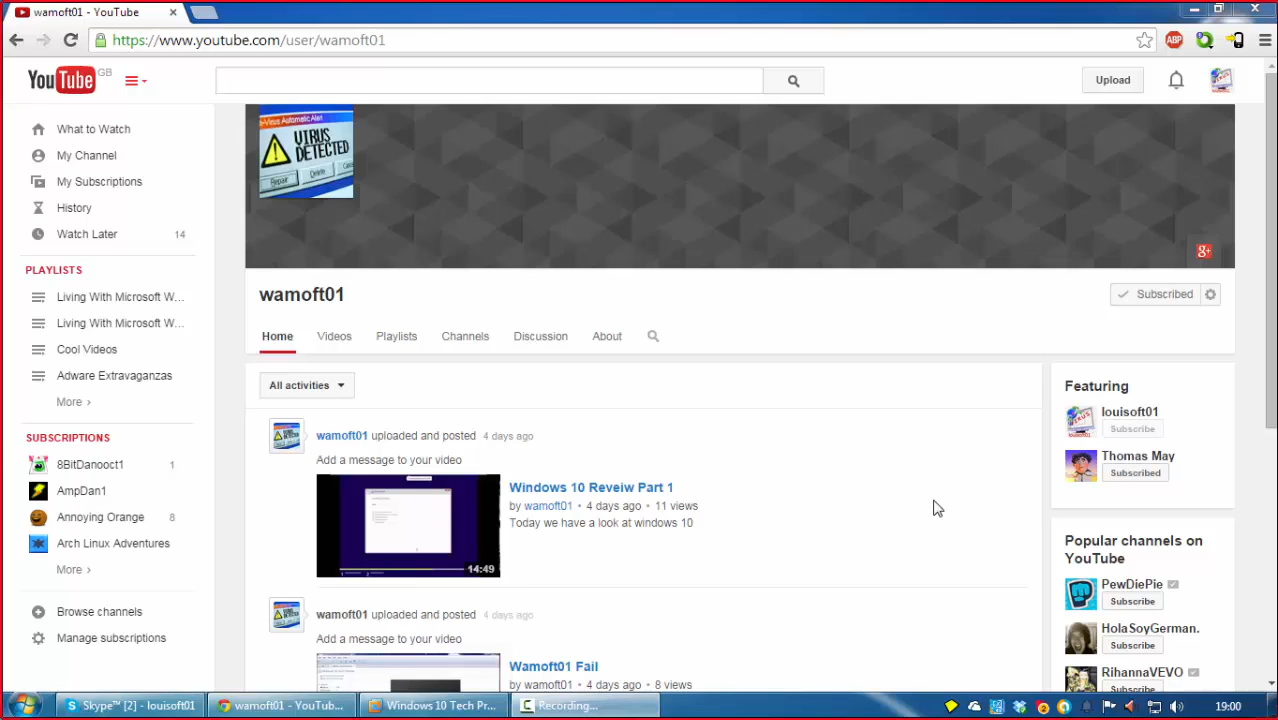 wamoft01 - YouTube
https://www.youtube.com/user/wamoft01
ABP
YouTube GB
Upload
What to Watch
My Channel
My Subscriptions
History
Watch Later 14
PLAYLISTS
Living With Microsoft W...
Living With Microsoft W...
Cool Videos
Adware Extravaganzas
More ›
SUBSCRIPTIONS
8BitDanooct1 1
AmpDan1
Annoying Orange 8
Arch Linux Adventures
More ›
Browse channels
Manage subscriptions
Automatic Alert
VIRUS
DETECTED
Repair
Delete
g+
wamoft01
Subscribed
Home Videos Playlists Channels Discussion About
All activities
wamoft01 uploaded and posted 4 days ago
Add a message to your video
14:49
Windows 10 Reveiw Part 1
by wamoft01 • 4 days ago • 11 views
Today we have a look at windows 10
wamoft01 uploaded and posted 4 days ago
Add a message to your video
Wamoft01 Fail
by wamoft01 • 4 days ago • 8 views
Featuring
louisoft01
Subscribe
Thomas May
Subscribed
Popular channels on
YouTube
PewDiePie
Subscribe
HolaSoyGerman.
Subscribe
RihannaVEVO
Subscribe
Skype™ [2] - louisoft01
wamoft01 - YouTub...
Windows 10 Tech Pr...
Recording...
19:00